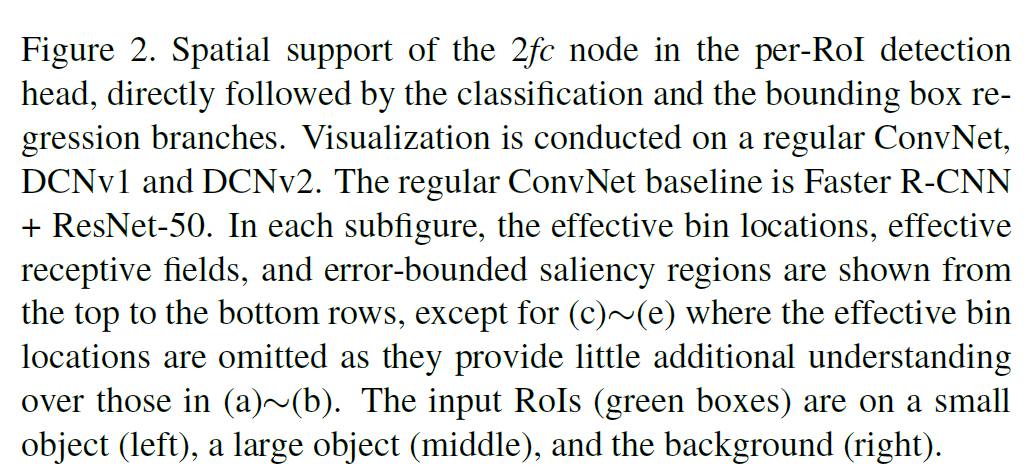 Figure 2. Spatial support of the 2fc node in the per-RoI detection
head, directly followed by the classification and the bounding box re-
gression branches. Visualization is conducted on a regular ConvNet,
DCNv1 and DCNv2. The regular ConvNet baseline is Faster R-CNN
+ ResNet-50. In each subfigure, the effective bin locations, effective
receptive fields, and error-bounded saliency regions are shown from
the top to the bottom rows, except for (c)∼(e) where the effective bin
locations are omitted as they provide little additional understanding
over those in (a)∼(b). The input RoIs (green boxes) are on a small
object (left), a large object (middle), and the background (right).